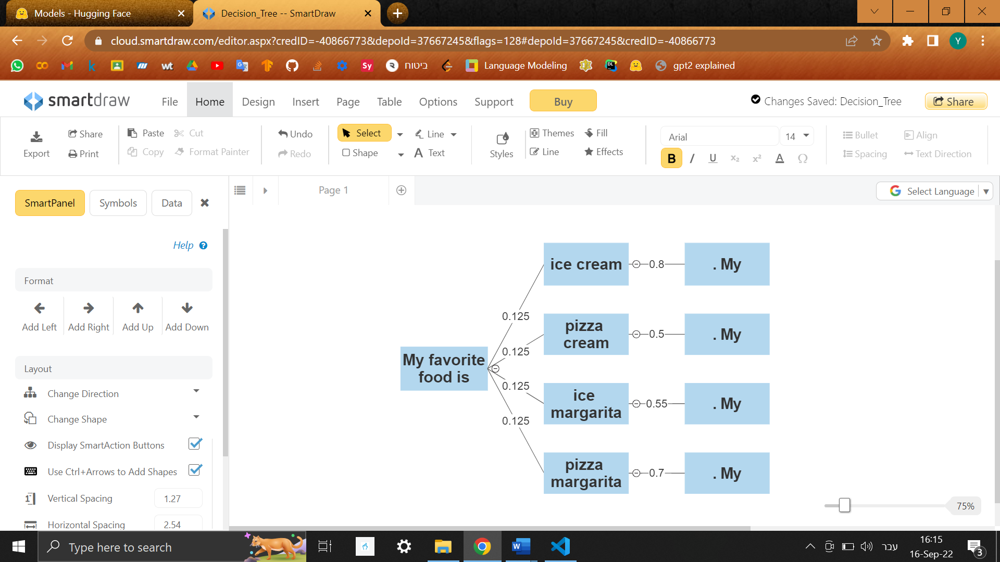 Models - Hugging Face
Decision_Tree -- SmartDraw
cloud.smartdraw.com/editor.aspx?credID=-40866773&depoId=37667245&flags=128#depoId=37667245&credID=-40866773
Y
wt
Sy
ביטוח
Language Modeling
DL
gpt2 explained
smartdraw
File
Home
Design
Insert
Page
Table
Options
Support
Buy
Changes Saved: Decision_Tree
Share
Export
Share
Print
Paste
Cut
Copy
Format Painter
Undo
Redo
Select
Shape
Line
Text
Styles
Themes
Line
Fill
Effects
Arial
14
B
I
U
x₂
x²
A
Ω
Bullet
Spacing
Align
Text Direction
SmartPanel
Symbols
Data
Page 1
Select Language
Help
Format
Add Left
Add Right
Add Up
Add Down
Layout
Change Direction
Change Shape
Display SmartAction Buttons
Use Ctrl+Arrows to Add Shapes
Vertical Spacing
1.27
Horizontal Spacing
2.54
My favorite
food is
0.125
0.125
0.125
0.125
ice cream
0.8
. My
pizza
cream
0.5
. My
ice
margarita
0.55
. My
pizza
margarita
0.7
. My
75%
Type here to search
W
עבר
16:15
16-Sep-22
3